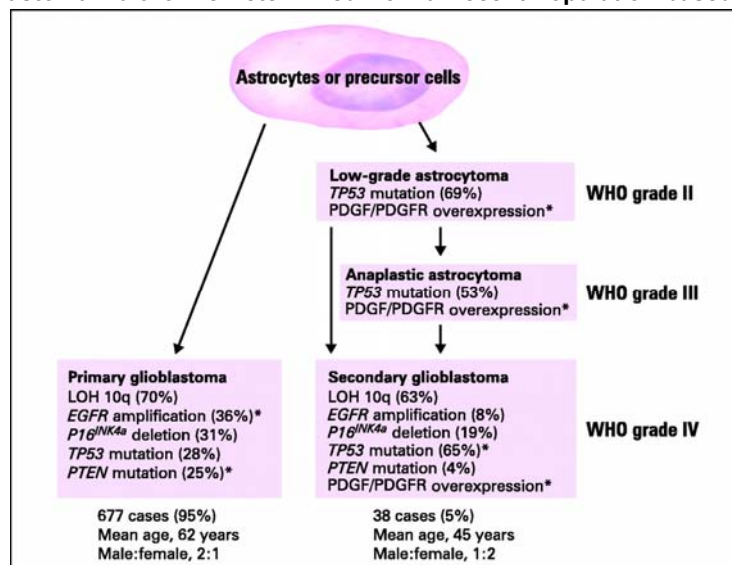 Astrocytes or precursor cells
Low-grade astrocytoma
TP53 mutation (69%)
PDGF/PDGFR overexpression*
WHO grade II
Anaplastic astrocytoma
TP53 mutation (53%)
PDGF/PDGFR overexpression*
WHO grade III
Primary glioblastoma
LOH 10q (70%)
EGFR amplification (36%)*
P16INK4a deletion (31%)
TP53 mutation (28%)
PTEN mutation (25%)*
Secondary glioblastoma
LOH 10q (63%)
EGFR amplification (8%)
P16INK4a deletion (19%)
TP53 mutation (65%)*
PTEN mutation (4%)
PDGF/PDGFR overexpression*
WHO grade IV
677 cases (95%)
Mean age, 62 years
Male:female, 2:1
38 cases (5%)
Mean age, 45 years
Male:female, 1:2